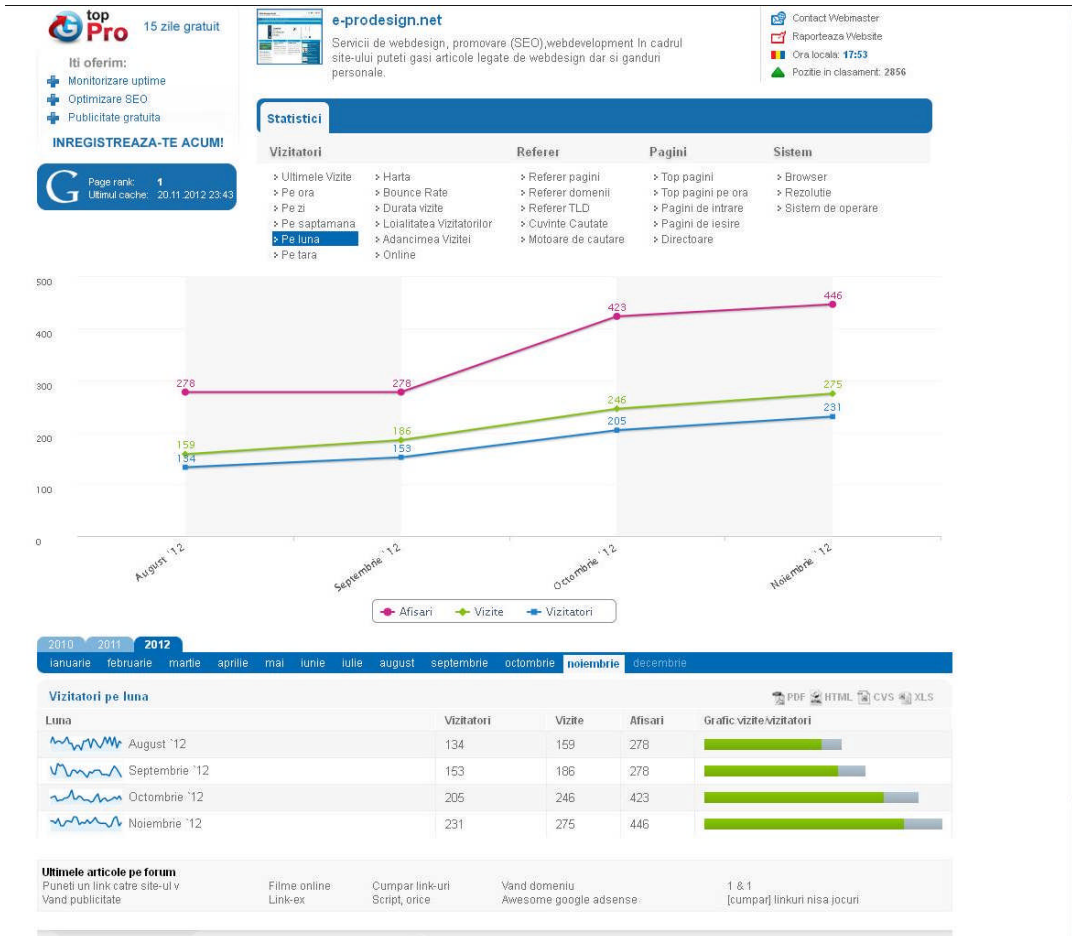 top
Pro
15 zile gratuit
Iti oferim:
Monitorizare uptime
Optimizare SEO
Publicitate gratuita
INREGISTREAZA-TE ACUM!
Page rank: 1
Ultimul cache: 20.11.2012 23:43
e-prodesign.net
Servicii de webdesign, promovare (SEO),webdevelopment In cadrul
site-ului puteti gasi articole legate de webdesign dar si ganduri
personale.
Contact Webmaster
Raporteaza Website
Ora locala: 17:53
Pozitie in clasament: 2856
Statistici
Vizitatori Referer Pagini Sistem
Ultimele Vizite Harta Referer pagini Top pagini Browser
Pe ora Bounce Rate Referer domenii Top pagini pe ora Rezolutie
Pe zi Durata vizite Referer TLD Pagini de intrare Sistem de operare
Pe saptamana Loialitatea Vizitatorilor Cuvinte Cautate Pagini de iesire
Pe luna Adancimea Vizitei Motoare de cautare Directoare
Pe tara Online
500
400
300
200
100
0
278 278 423 446
159 186 246 275
134 153 205 231
August `12 Septembrie `12 Octombrie `12 Noiembrie `12
Afisari Vizite Vizitatori
2010 2011 2012
ianuarie februarie martie aprilie mai iunie iulie august septembrie octombrie noiembrie decembrie
Vizitatori pe luna PDF HTML CVS XLS
Luna Vizitatori Vizite Afisari Grafic vizite/vizitatori
August `12 134 159 278
Septembrie `12 153 186 278
Octombrie `12 205 246 423
Noiembrie `12 231 275 446
Ultimele articole pe forum
Puneti un link catre site-ul v Filme online Cumpar link-uri Vand domeniu 1 & 1
Vand publicitate Link-ex Script, orice Awesome google adsense [cumpar] linkuri nisa jocuri